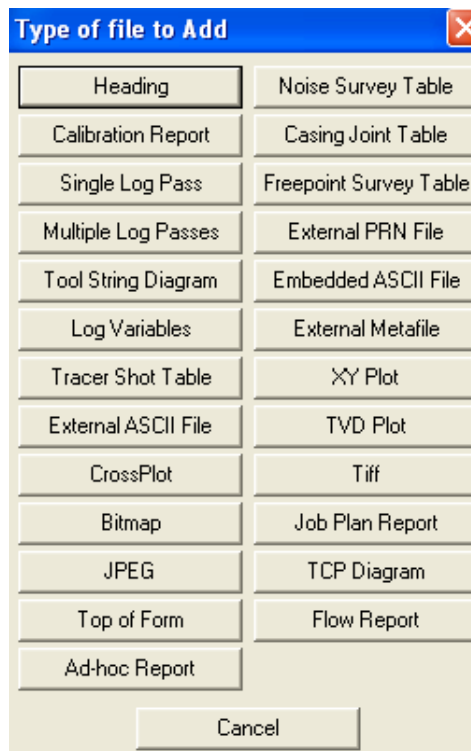 Type of file to Add
Heading
Noise Survey Table
Calibration Report
Casing Joint Table
Single Log Pass
Freepoint Survey Table
Multiple Log Passes
External PRN File
Tool String Diagram
Embedded ASCII File
Log Variables
External Metafile
Tracer Shot Table
XY Plot
External ASCII File
TVD Plot
CrossPlot
Tiff
Bitmap
Job Plan Report
JPEG
TCP Diagram
Top of Form
Flow Report
Ad-hoc Report
Cancel